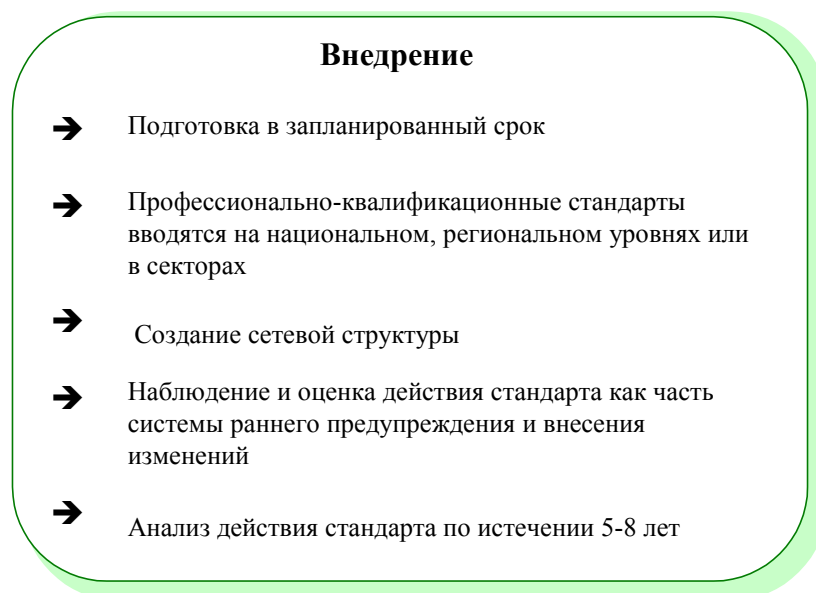 Внедрение
➔ Подготовка в запланированный срок
➔ Профессионально-квалификационные стандарты
вводятся на национальном, региональном уровнях или
в секторах
➔ Создание сетевой структуры
➔ Наблюдение и оценка действия стандарта как часть
системы раннего предупреждения и внесения
изменений
➔ Анализ действия стандарта по истечении 5-8 лет